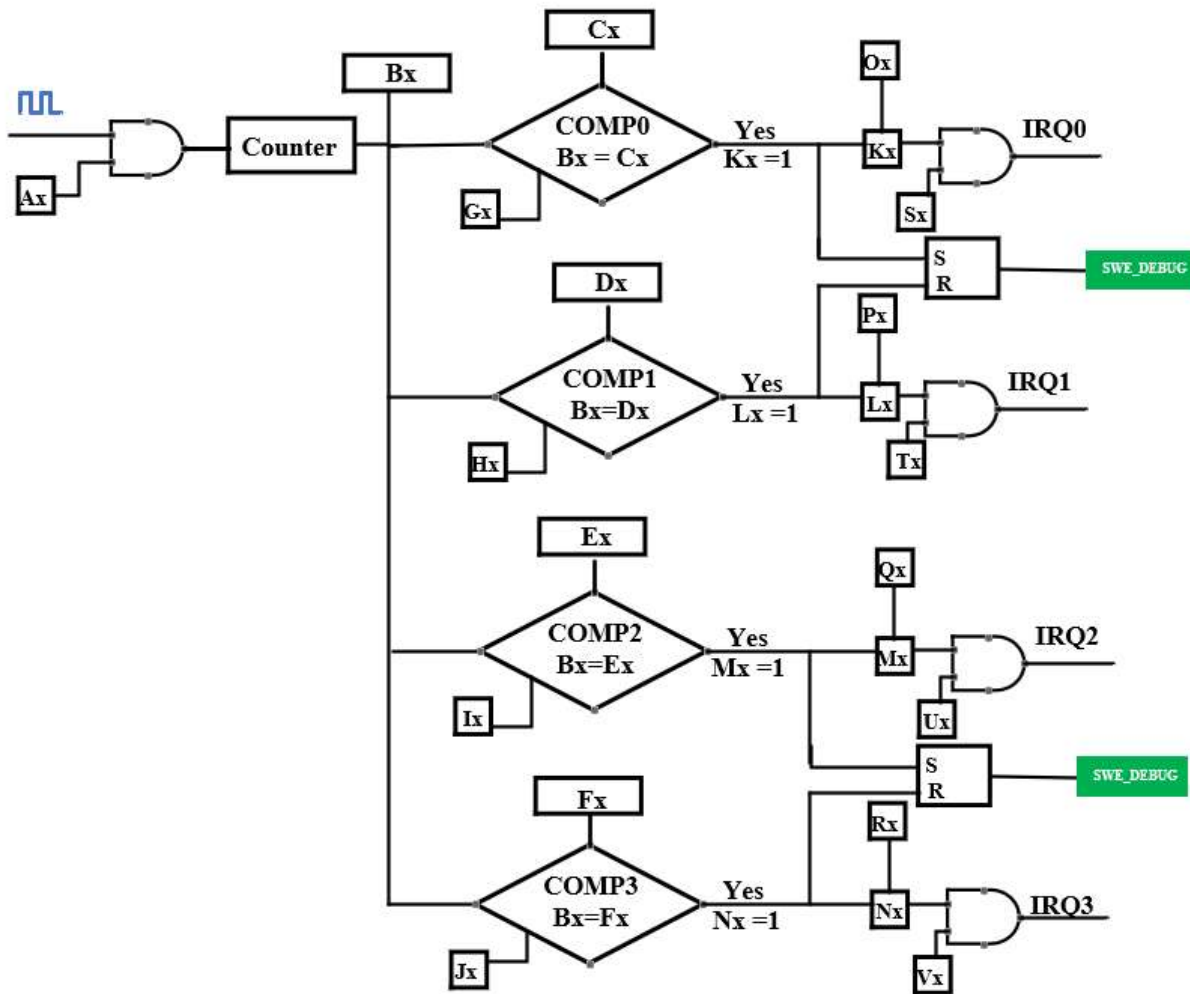 Cx
Bx
Ox
COMP0
Bx = Cx
Yes
Kx =1
Kx
IRQ0
Counter
Ax
Gx
Sx
S
R
SWE_DEBUG
Dx
Px
COMP1
Bx=Dx
Yes
Lx =1
Lx
IRQ1
Hx
Tx
Ex
Qx
COMP2
Bx=Ex
Yes
Mx =1
Mx
IRQ2
Ix
Ux
S
R
SWE_DEBUG
Fx
Rx
COMP3
Bx=Fx
Yes
Nx =1
Nx
IRQ3
Jx
Vx